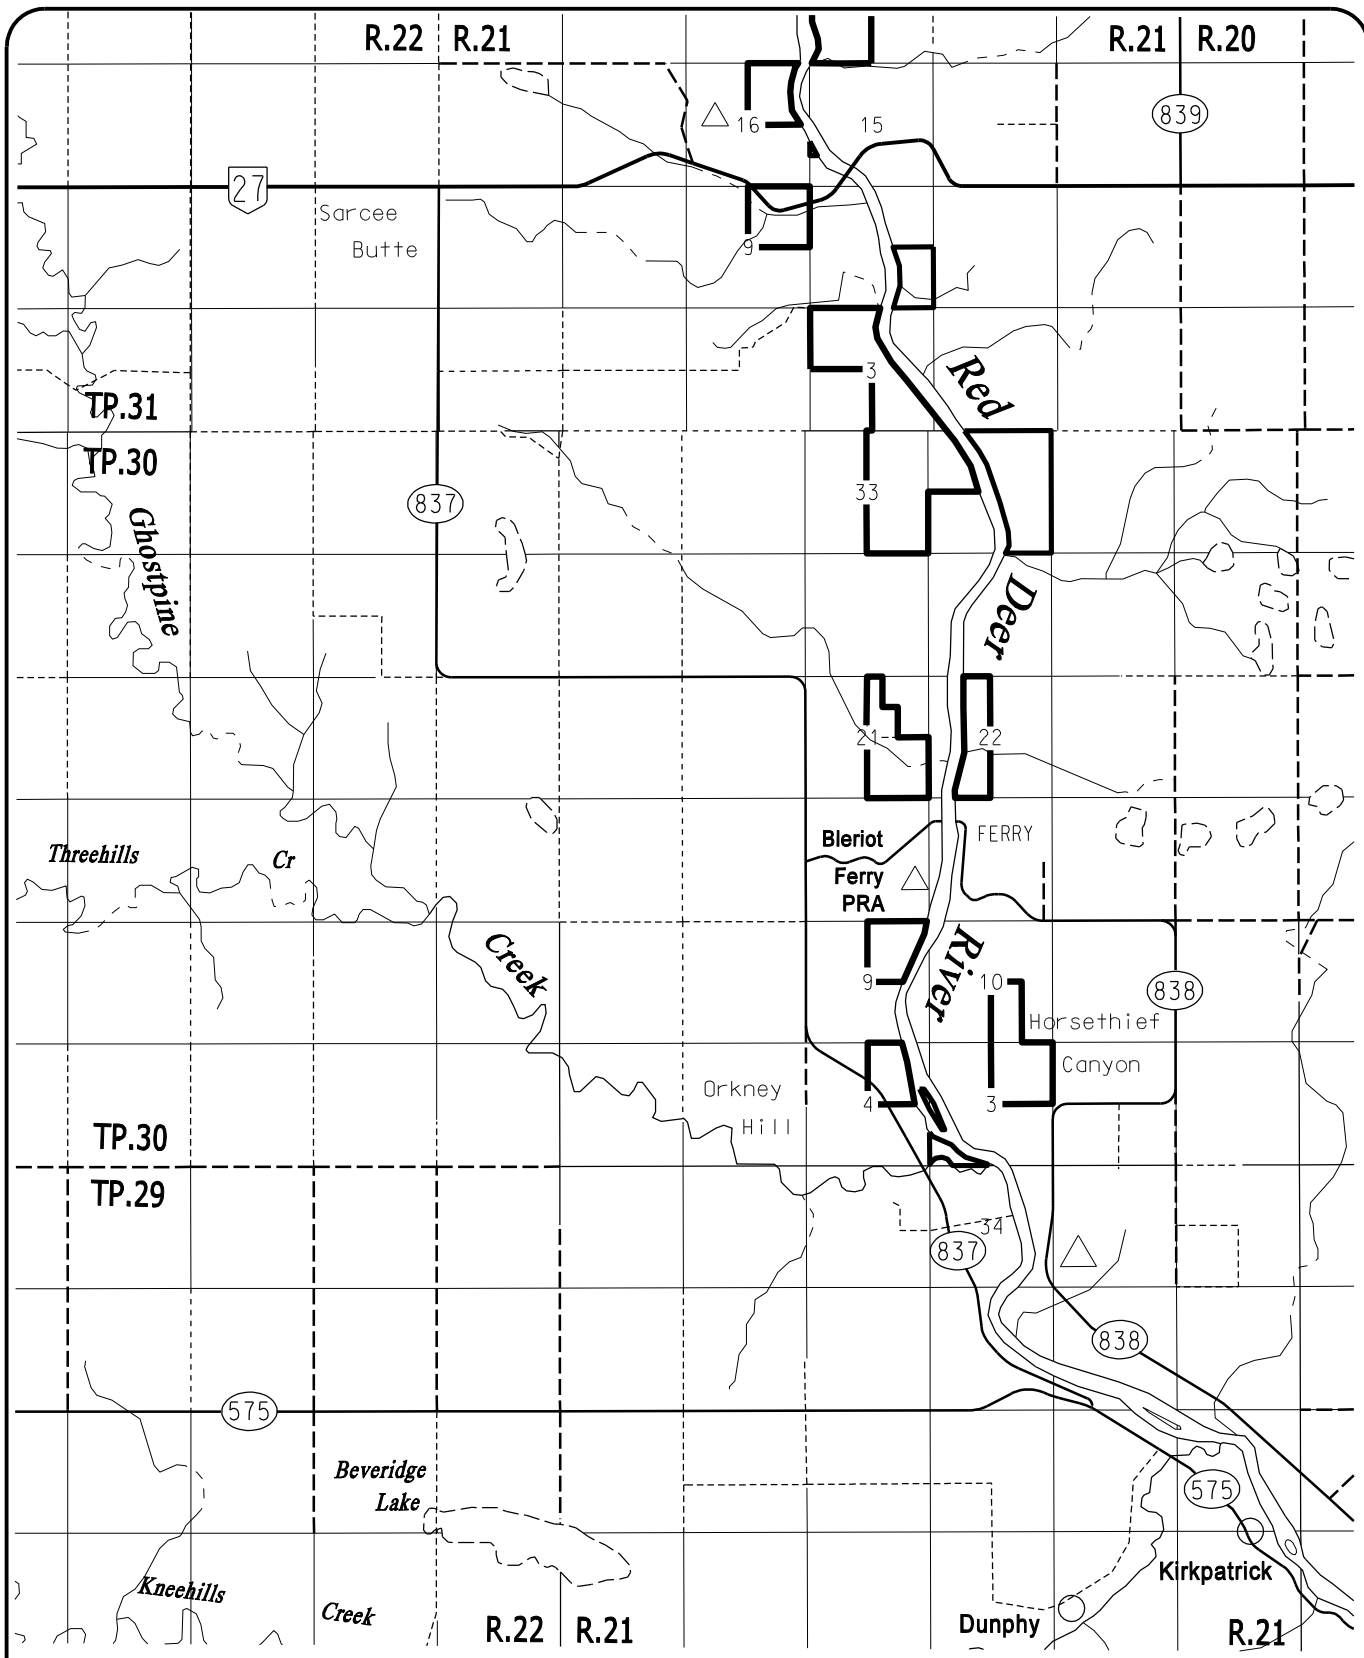 R.22 R.21
R.21 R.20
839
16
15
27
Sarcee
Butte
9
3
Red
TP.31
TP.30
33
837
Ghostpine
Deer
21
22
FERRY
Bleriot
Ferry
PRA
Threehills
Cr
Creek
River
9
10
838
Horsethief
Canyon
Orkney
Hill
4
3
TP.30
TP.29
34
837
838
575
Beveridge
Lake
575
Kirkpatrick
Kneehills
Creek
Dunphy
R.22 R.21
R.21